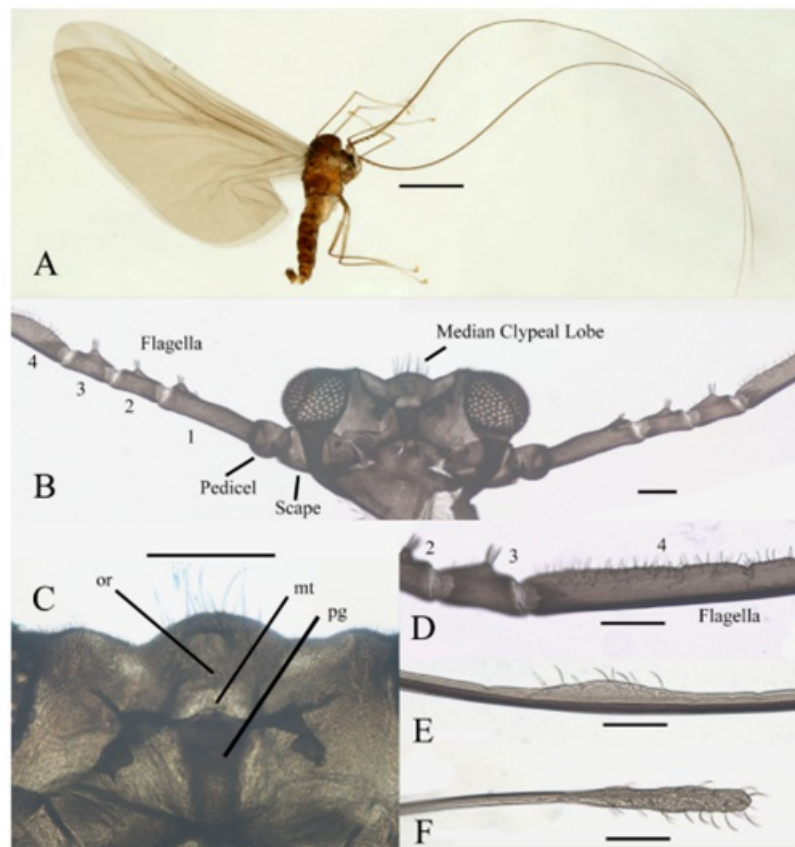 A
Median Clypeal Lobe
Flagella
4
3
2
1
Pedicel
Scape
B
C
or
mt
pg
2
3
4
D
Flagella
E
F